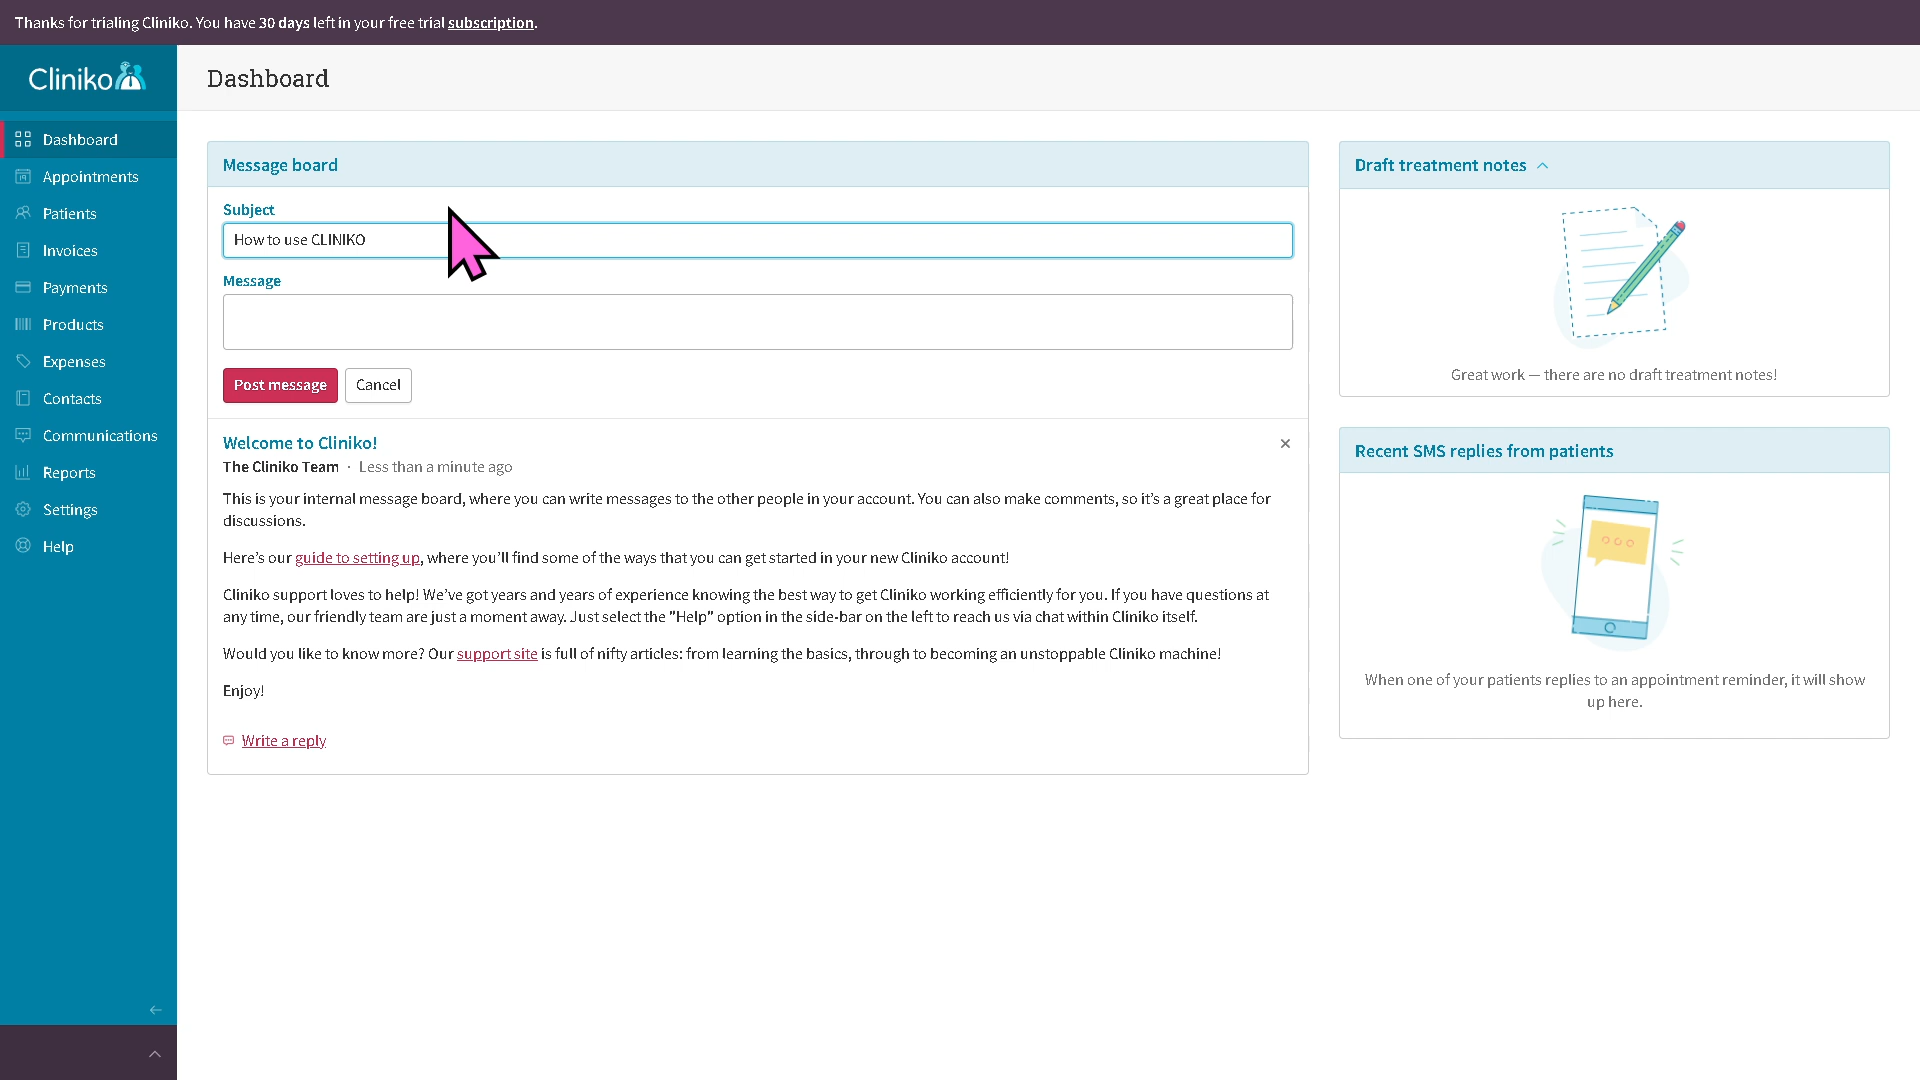 Thanks for trialing Cliniko. You have 30 days left in your free trial subscription.
Cliniko
Dashboard
Appointments
Patients
Invoices
Payments
Products
Expenses
Contacts
Communications
Reports
Settings
Help
Dashboard
Message board
Subject
How to use CLINIKO
Message
Post message
Cancel
Welcome to Cliniko!
The Cliniko Team · Less than a minute ago
This is your internal message board, where you can write messages to the other people in your account. You can also make comments, so it's a great place for
discussions.
Here's our guide to setting up, where you'll find some of the ways that you can get started in your new Cliniko account!
Cliniko support loves to help! We've got years and years of experience knowing the best way to get Cliniko working efficiently for you. If you have questions at
any time, our friendly team are just a moment away. Just select the "Help" option in the side-bar on the left to reach us via chat within Cliniko itself.
Would you like to know more? Our support site is full of nifty articles: from learning the basics, through to becoming an unstoppable Cliniko machine!
Enjoy!
Write a reply
Draft treatment notes
Great work — there are no draft treatment notes!
Recent SMS replies from patients
When one of your patients replies to an appointment reminder, it will show
up here.